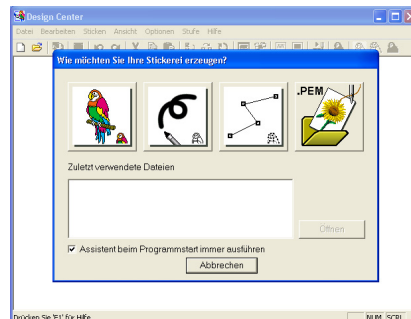 Design Center
Datei Bearbeiten Sticken Ansicht Optionen Stufe Hilfe
Wie möchten Sie Ihre Stickerei erzeugen?
.PEM
Zuletzt verwendete Dateien
Öffnen
Assistent beim Programmstart immer ausführen
Abbrechen
Drücken Sie 'F1' für Hilfe
NUM SCRL